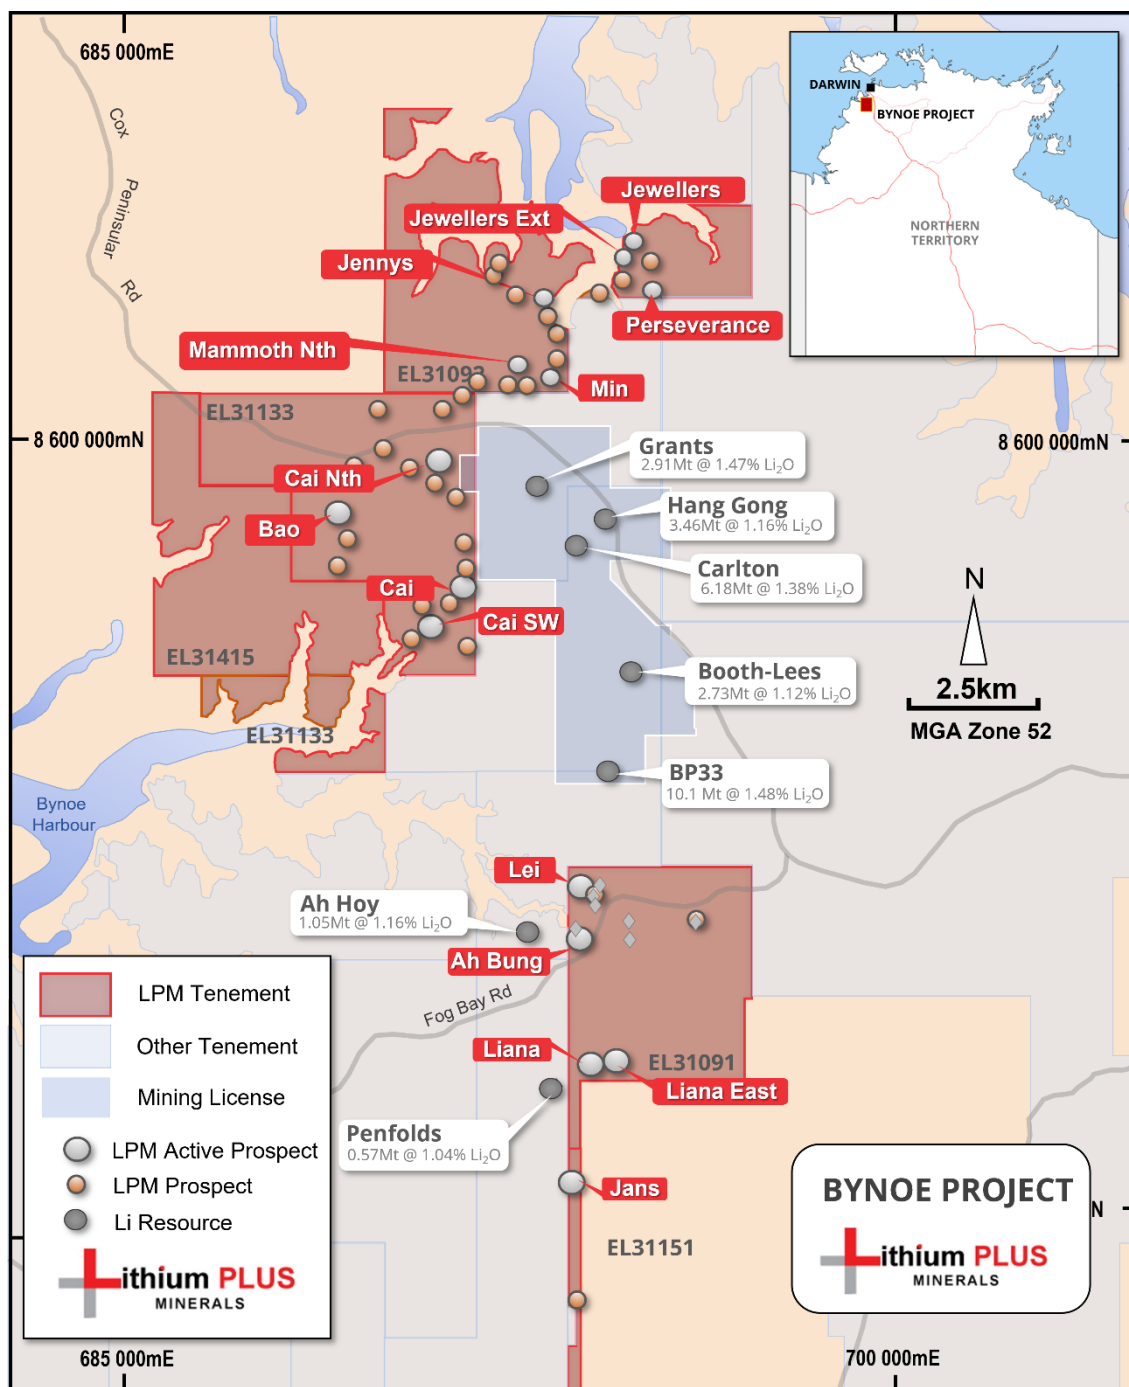 685 000mE
DARWIN
BYNOE PROJECT
NORTHERN
TERRITORY
Cox
Peninsular
Rd
Jewellers
Jewellers Ext
Jennys
Perseverance
Mammoth Nth
EL31093
Min
EL31133
8 600 000mN
8 600 000mN
Grants
2.91Mt @ 1.47% Li₂O
Cai Nth
Hang Gong
3.46Mt @ 1.16% Li₂O
Bao
Carlton
6.18Mt @ 1.38% Li₂O
Cai
Cai SW
N
2.5km
MGA Zone 52
EL31415
Booth-Lees
2.73Mt @ 1.12% Li₂O
EL31133
BP33
10.1 Mt @ 1.48% Li₂O
Bynoe
Harbour
Lei
Ah Hoy
1.05Mt @ 1.16% Li₂O
Ah Bung
Fog Bay Rd
Liana
EL31091
Liana East
Penfolds
0.57Mt @ 1.04% Li₂O
Jans
EL31151
LPM Tenement
Other Tenement
Mining License
LPM Active Prospect
LPM Prospect
Li Resource
Lithium PLUS
MINERALS
BYNOE PROJECT
N
Lithium PLUS
MINERALS
685 000mE
700 000mE